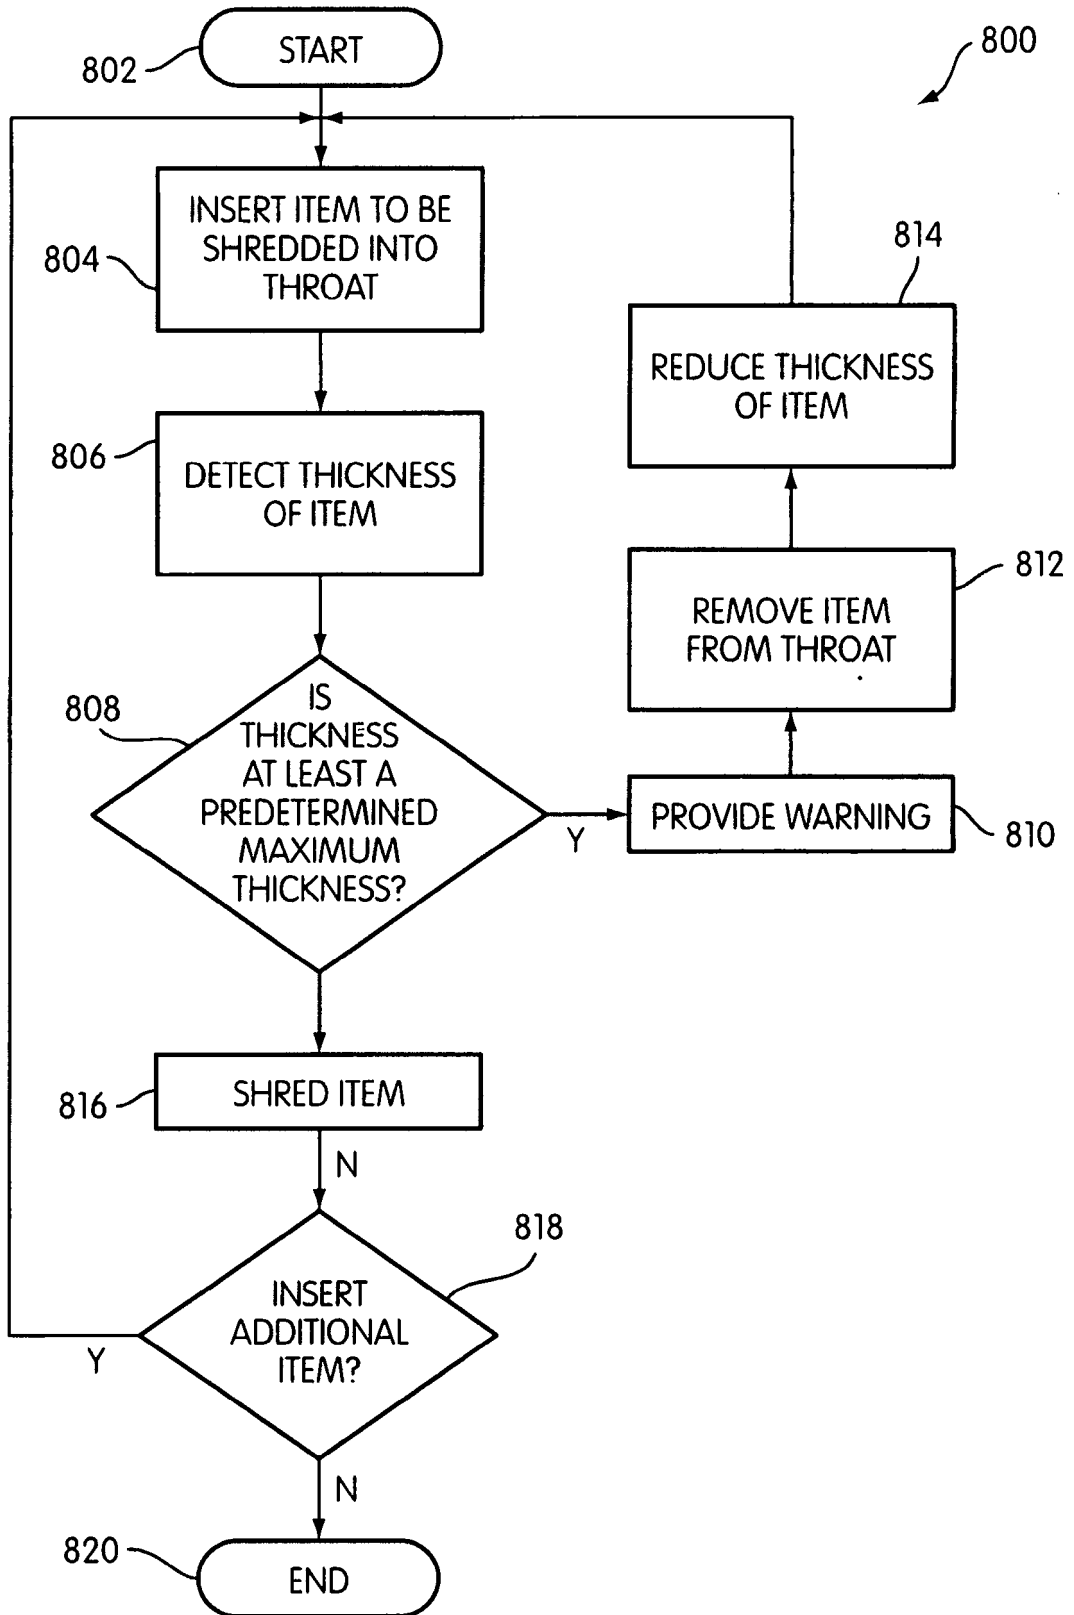 START
802
800
INSERT ITEM TO BE
SHREDDED INTO
THROAT
804
814
REDUCE THICKNESS
OF ITEM
806
DETECT THICKNESS
OF ITEM
812
REMOVE ITEM
FROM THROAT
808
IS
THICKNESS
AT LEAST A
PREDETERMINED
MAXIMUM
THICKNESS?
Y
PROVIDE WARNING
810
SHRED ITEM
816
N
818
INSERT
ADDITIONAL
ITEM?
Y
N
820
END